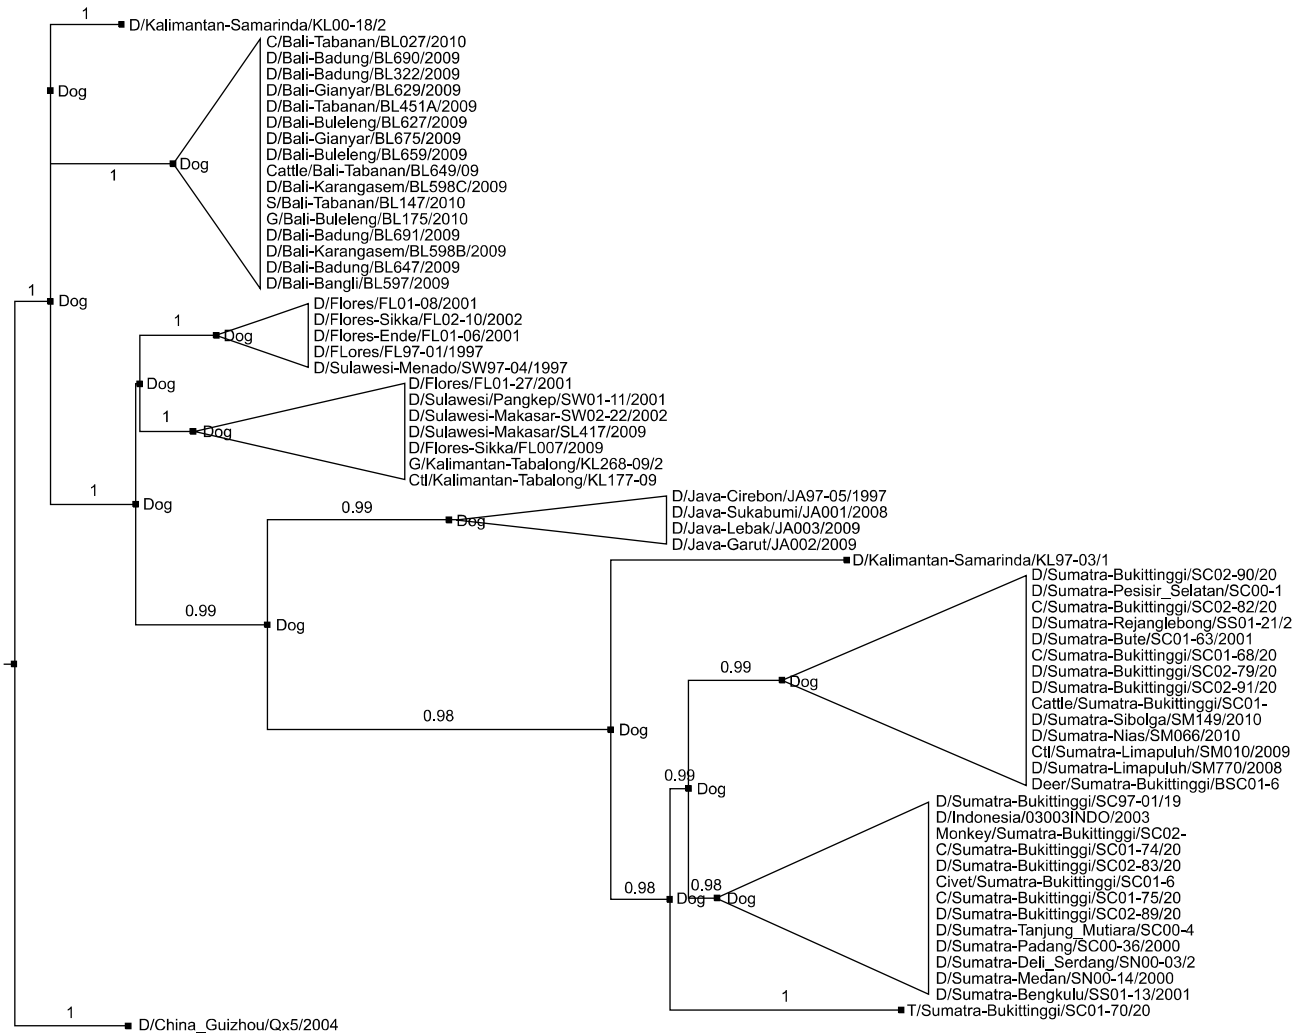 1
D/Kalimantan-Samarinda/KL00-18/2
C/Bali-Tabanan/BL027/2010
D/Bali-Badung/BL690/2009
D/Bali-Badung/BL322/2009
Dog
D/Bali-Gianyar/BL629/2009
D/Bali-Tabanan/BL451A/2009
D/Bali-Buleleng/BL627/2009
D/Bali-Gianyar/BL675/2009
D/Bali-Buleleng/BL659/2009
Dog
1
Cattle/Bali-Tabanan/BL649/09
D/Bali-Karangasem/BL598C/2009
S/Bali-Tabanan/BL147/2010
G/Bali-Buleleng/BL175/2010
D/Bali-Badung/BL691/2009
D/Bali-Karangasem/BL598B/2009
D/Bali-Badung/BL647/2009
D/Bali-Bangli/BL597/2009
1
Dog
D/Flores/FL01-08/2001
1
D/Flores-Sikka/FL02-10/2002
Dog
D/Flores-Ende/FL01-06/2001
D/FLores/FL97-01/1997
D/Sulawesi-Menado/SW97-04/1997
Dog
D/Flores/FL01-27/2001
D/Sulawesi/Pangkep/SW01-11/2001
1
D/Sulawesi-Makasar-SW02-22/2002
Dog
D/Sulawesi-Makasar/SL417/2009
D/Flores-Sikka/FL007/2009
G/Kalimantan-Tabalong/KL268-09/2
Ctl/Kalimantan-Tabalong/KL177-09
1
Dog
D/Java-Cirebon/JA97-05/1997
0.99
D/Java-Sukabumi/JA001/2008
Dog
D/Java-Lebak/JA003/2009
D/Java-Garut/JA002/2009
D/Kalimantan-Samarinda/KL97-03/1
D/Sumatra-Bukittinggi/SC02-90/20
D/Sumatra-Pesisir_Selatan/SC00-1
C/Sumatra-Bukittinggi/SC02-82/20
0.99
Dog
D/Sumatra-Rejanglebong/SS01-21/2
D/Sumatra-Bute/SC01-63/2001
C/Sumatra-Bukittinggi/SC01-68/20
0.99
D/Sumatra-Bukittinggi/SC02-79/20
Dog
D/Sumatra-Bukittinggi/SC02-91/20
Cattle/Sumatra-Bukittinggi/SC01-
0.98
D/Sumatra-Sibolga/SM149/2010
Dog
D/Sumatra-Nias/SM066/2010
Ctl/Sumatra-Limapuluh/SM010/2009
D/Sumatra-Limapuluh/SM770/2008
0.99
Deer/Sumatra-Bukittinggi/BSC01-6
Dog
D/Sumatra-Bukittinggi/SC97-01/19
D/Indonesia/03003INDO/2003
Monkey/Sumatra-Bukittinggi/SC02-
C/Sumatra-Bukittinggi/SC01-74/20
D/Sumatra-Bukittinggi/SC02-83/20
0.98
0.98
Civet/Sumatra-Bukittinggi/SC01-6
Dog
Dog
C/Sumatra-Bukittinggi/SC01-75/20
D/Sumatra-Bukittinggi/SC02-89/20
D/Sumatra-Tanjung_Mutiara/SC00-4
D/Sumatra-Padang/SC00-36/2000
D/Sumatra-Deli_Serdang/SN00-03/2
D/Sumatra-Medan/SN00-14/2000
D/Sumatra-Bengkulu/SS01-13/2001
1
T/Sumatra-Bukittinggi/SC01-70/20
1
D/China_Guizhou/Qx5/2004